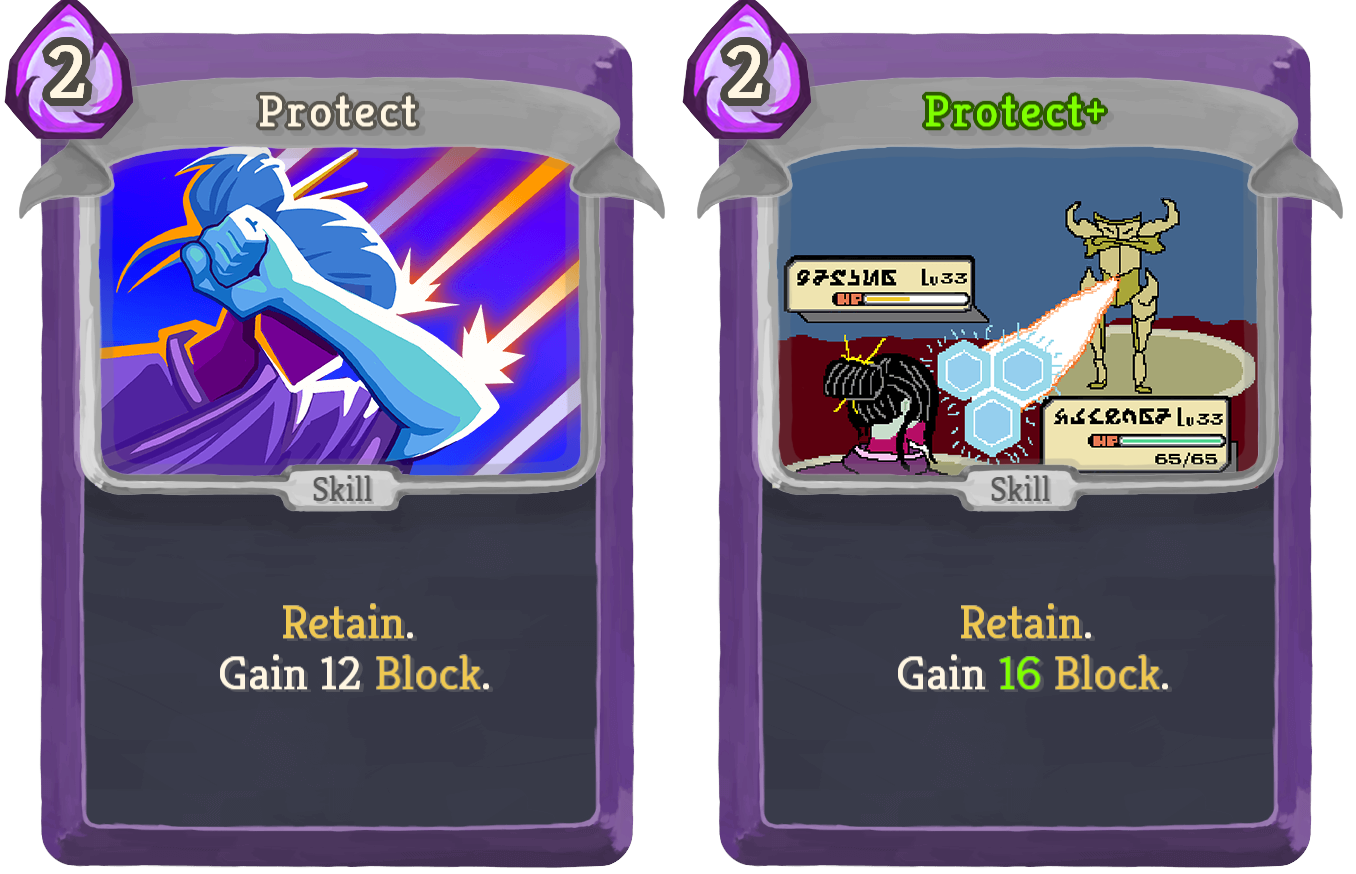 2
Protect
Skill
Retain.
Gain 12 Block.
2
Protect+
Lv33
HP
Lv33
HP
65/65
Skill
Retain.
Gain 16 Block.